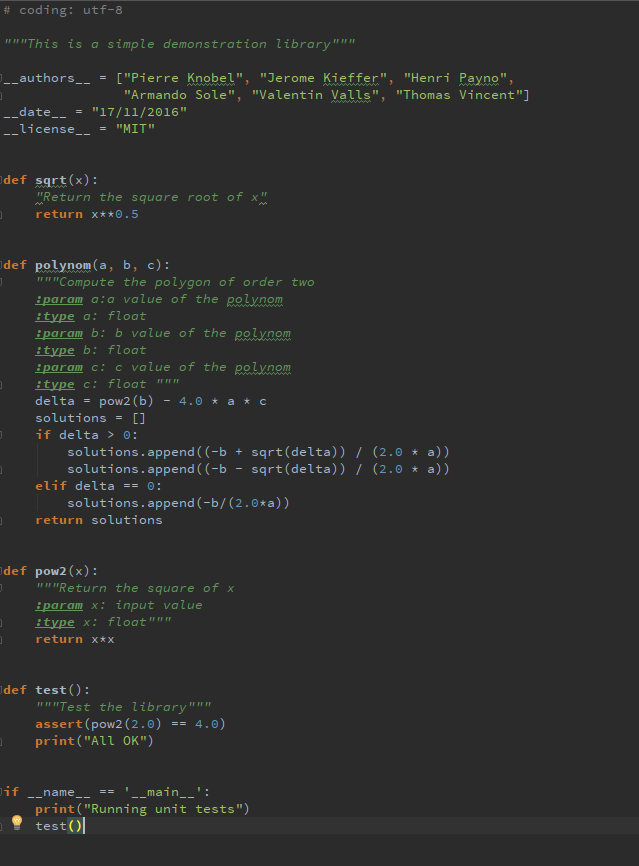 # coding: utf-8
"""This is a simple demonstration library"""
__authors__ = ["Pierre Knobel", "Jerome Kieffer", "Henri Payno",
"Armando Sole", "Valentin Valls", "Thomas Vincent"]
__date__ = "17/11/2016"
__license__ = "MIT"
def sqrt(x):
"Return the square root of x"
return x**0.5
def polynom(a, b, c):
"""Compute the polygon of order two
:param a:a value of the polynom
:type a: float
:param b: b value of the polynom
:type b: float
:param c: c value of the polynom
:type c: float """
delta = pow2(b) - 4.0 * a * c
solutions = []
if delta > 0:
solutions.append((-b + sqrt(delta)) / (2.0 * a))
solutions.append((-b - sqrt(delta)) / (2.0 * a))
elif delta == 0:
solutions.append(-b/(2.0*a))
return solutions
def pow2(x):
"""Return the square of x
:param x: input value
:type x: float"""
return x*x
def test():
"""Test the library"""
assert(pow2(2.0) == 4.0)
print("All OK")
if __name__ == '__main__':
print("Running unit tests")
test()